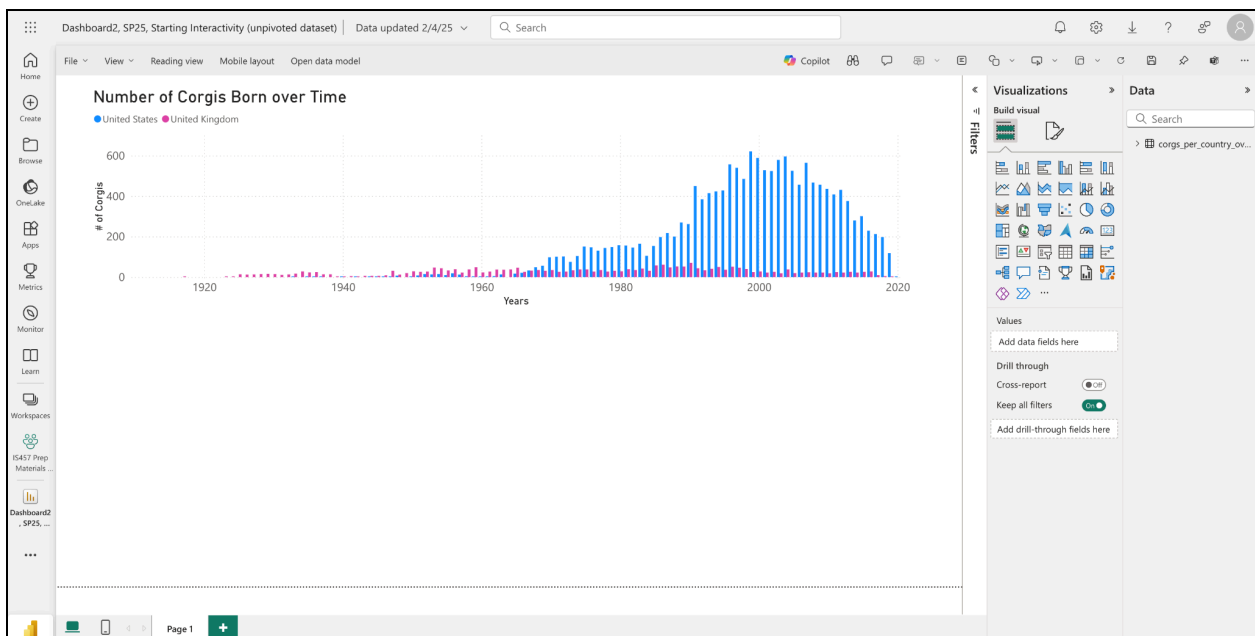 Dashboard2, SP25, Starting Interactivity (unpivoted dataset) | Data updated 2/4/25
Search
File View Reading view Mobile layout Open data model Copilot
Home
Create
Browse
OneLake
Apps
Metrics
Monitor
Learn
Workspaces
IS457 Prep
Materials ...
Dashboard2
, SP25, ...
Number of Corgis Born over Time
United States United Kingdom
# of Corgis
600
400
200
0
1920 1940 1960 1980 2000 2020
Years
Filters
Visualizations
Build visual
123
Values
Add data fields here
Drill through
Cross-report Off
Keep all filters On
Add drill-through fields here
Data
Search
corgs_per_country_ov...
Page 1